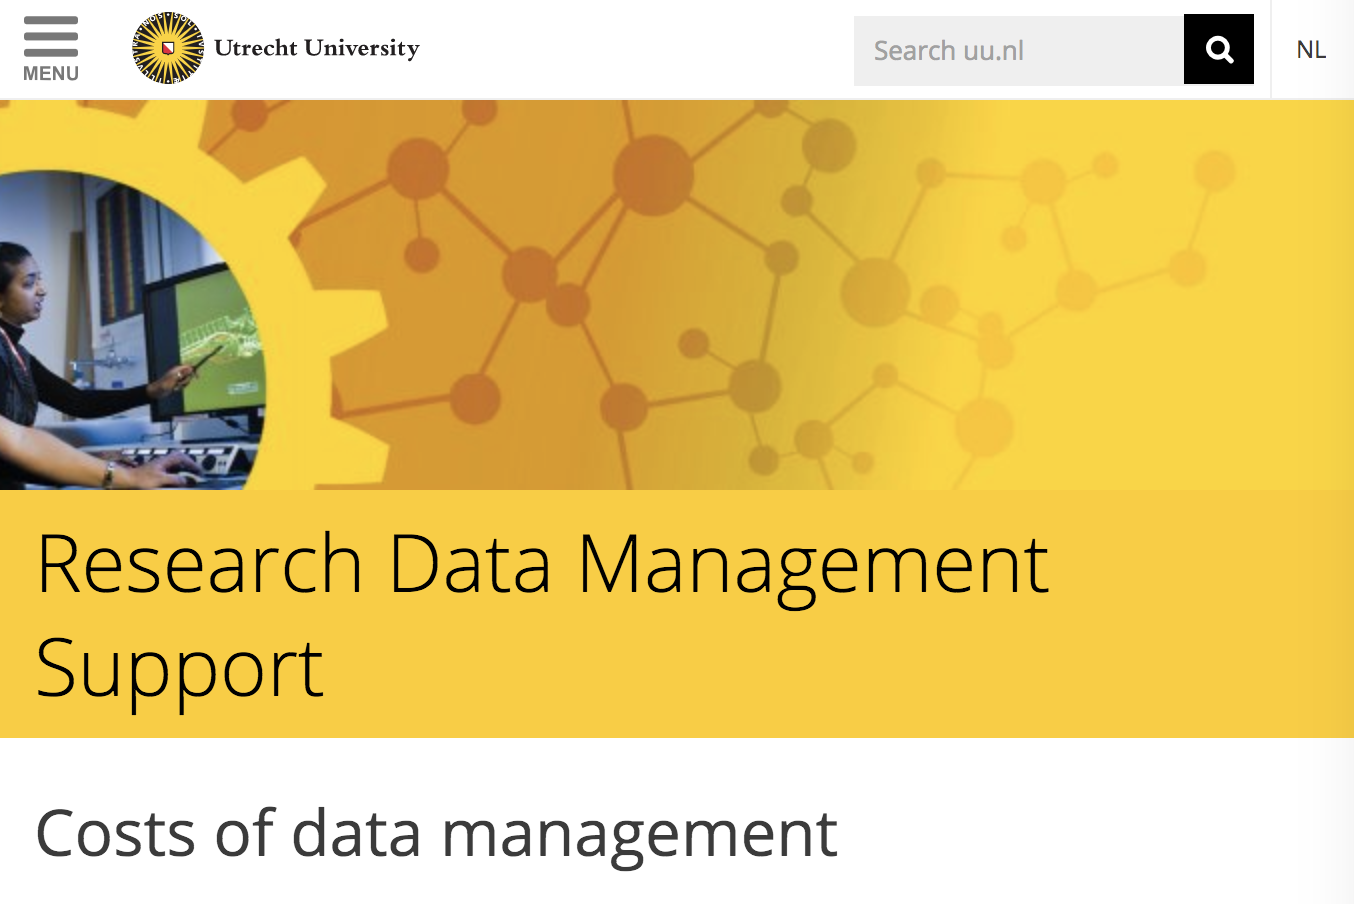 MENU
Utrecht University
Search uu.nl
NL
Research Data Management
Support
Costs of data management